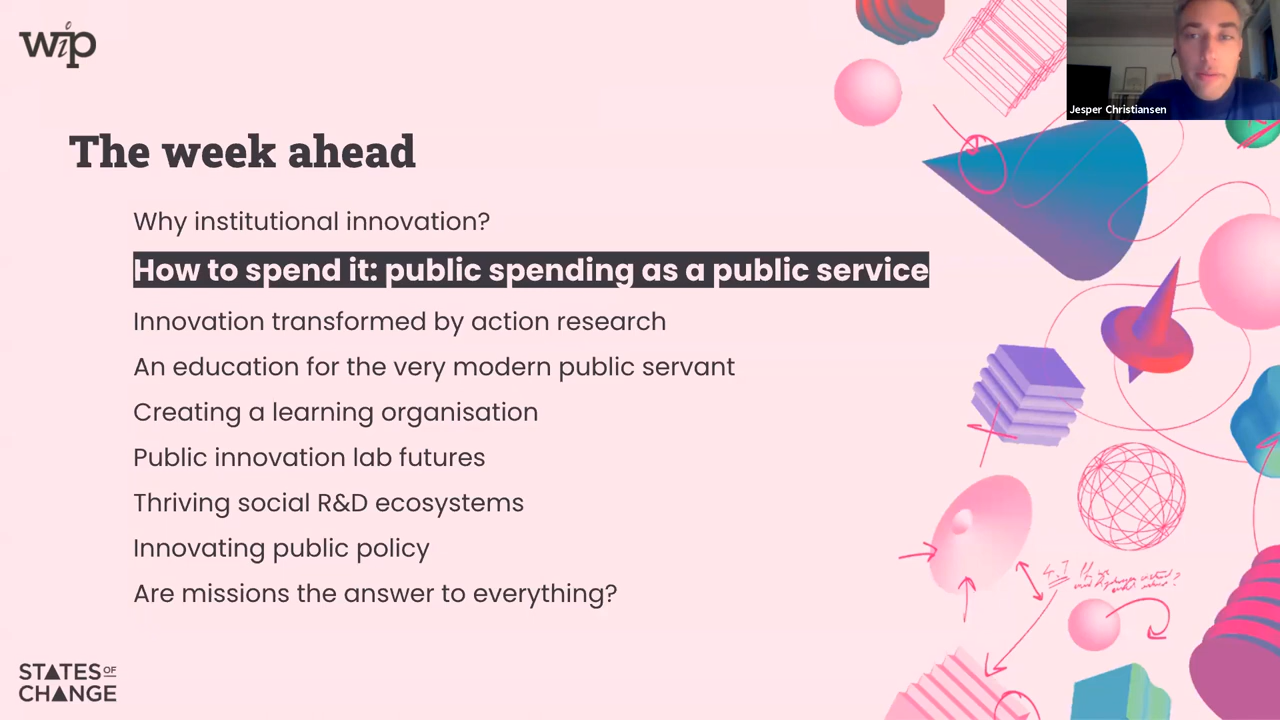 wip
Jesper Christiansen
The week ahead
Why institutional innovation?
How to spend it: public spending as a public service
Innovation transformed by action research
An education for the very modern public servant
Creating a learning organisation
Public innovation lab futures
Thriving social R&D ecosystems
Innovating public policy
Are missions the answer to everything?
STATES OF
CHANGE